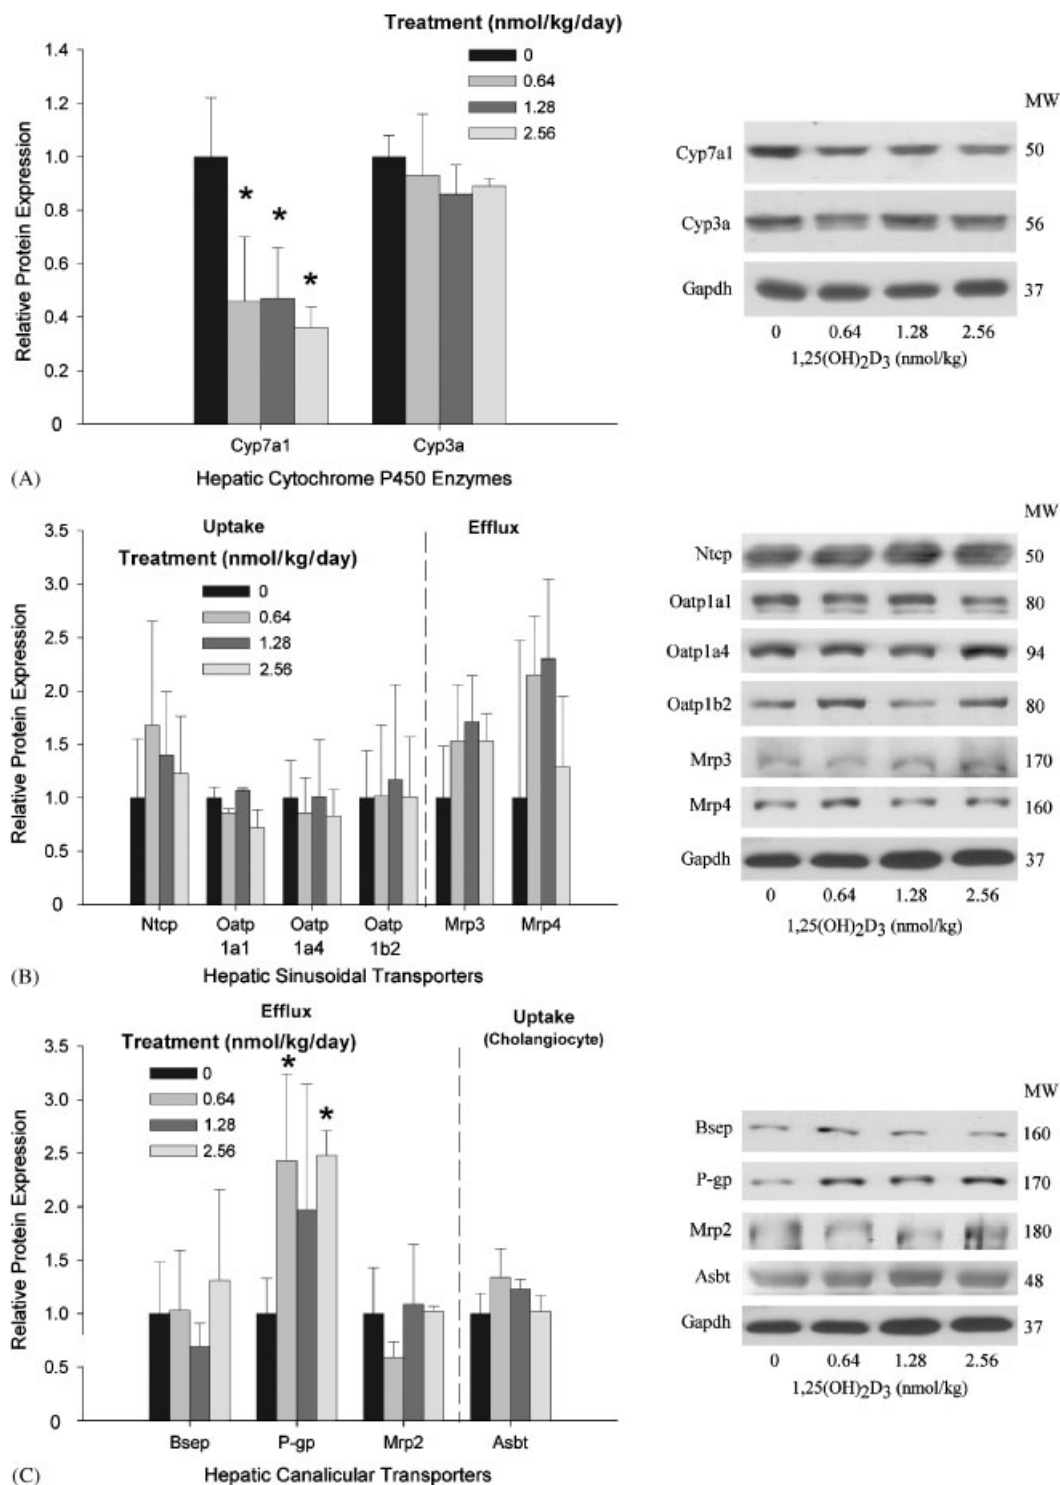 Treatment (nmol/kg/day)
0
0.64
1.28
2.56
1.4
1.2
1.0
0.8
0.6
0.4
0.2
0
Relative Protein Expression
*
*
*
Cyp7a1
Cyp3a
(A)
Hepatic Cytochrome P450 Enzymes
MW
Cyp7a1
50
Cyp3a
56
Gapdh
37
0 0.64 1.28 2.56
1,25(OH)2D3 (nmol/kg)
Uptake
Efflux
Treatment (nmol/kg/day)
0
0.64
1.28
2.56
3.5
3.0
2.5
2.0
1.5
1.0
0.5
0
Relative Protein Expression
Ntcp
Oatp
1a1
Oatp
1a4
Oatp
1b2
Mrp3
Mrp4
(B)
Hepatic Sinusoidal Transporters
MW
Ntcp
50
Oatp1a1
80
Oatp1a4
94
Oatp1b2
80
Mrp3
170
Mrp4
160
Gapdh
37
0 0.64 1.28 2.56
1,25(OH)2D3 (nmol/kg)
Efflux
Uptake
(Cholangiocyte)
Treatment (nmol/kg/day)
0
0.64
1.28
2.56
3.5
3.0
2.5
2.0
1.5
1.0
0.5
0
Relative Protein Expression
*
*
Bsep
P-gp
Mrp2
Asbt
(C)
Hepatic Canalicular Transporters
MW
Bsep
160
P-gp
170
Mrp2
180
Asbt
48
Gapdh
37
0 0.64 1.28 2.56
1,25(OH)2D3 (nmol/kg)